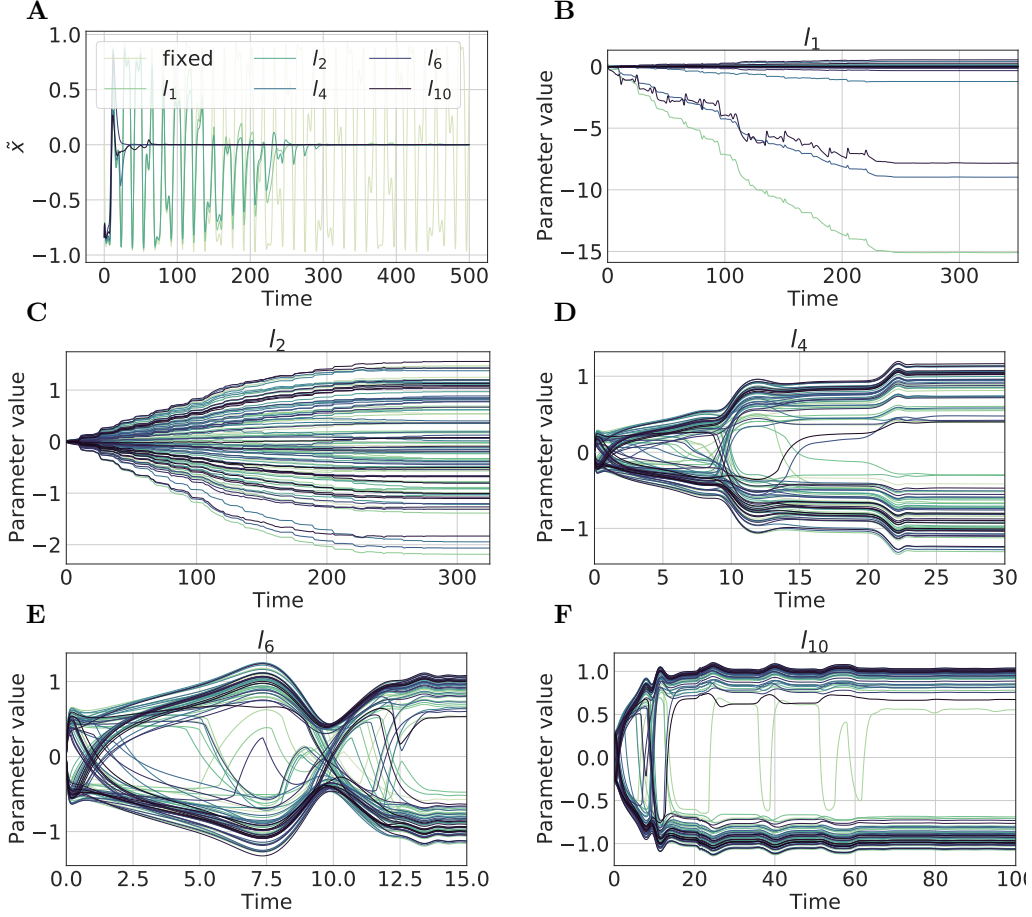 A
1.0
0.5
0.0
−0.5
−1.0
x̃
0 100 200 300 400 500
Time
fixed l₂ l₆
l₁ l₄ l₁₀
B
l₁
0
−5
−10
−15
Parameter value
0 100 200 300
Time
C
l₂
1
0
−1
−2
Parameter value
0 100 200 300
Time
D
l₄
1
0
−1
Parameter value
0 5 10 15 20 25 30
Time
E
l₆
1
0
−1
Parameter value
0.0 2.5 5.0 7.5 10.0 12.5 15.0
Time
F
l₁₀
1.0
0.5
0.0
−0.5
−1.0
Parameter value
0 20 40 60 80 100
Time